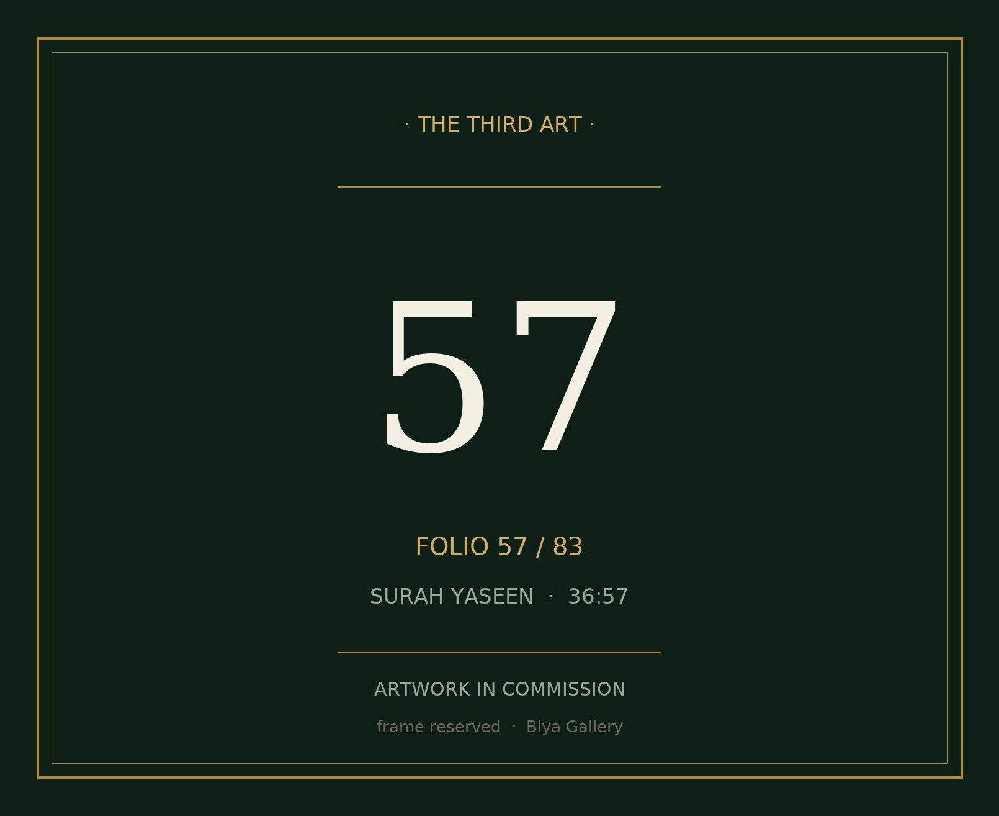 · THE THIRD ART ·
57
FOLIO 57 / 83
SURAH YASEEN · 36:57
ARTWORK IN COMMISSION
frame reserved · Biya Gallery